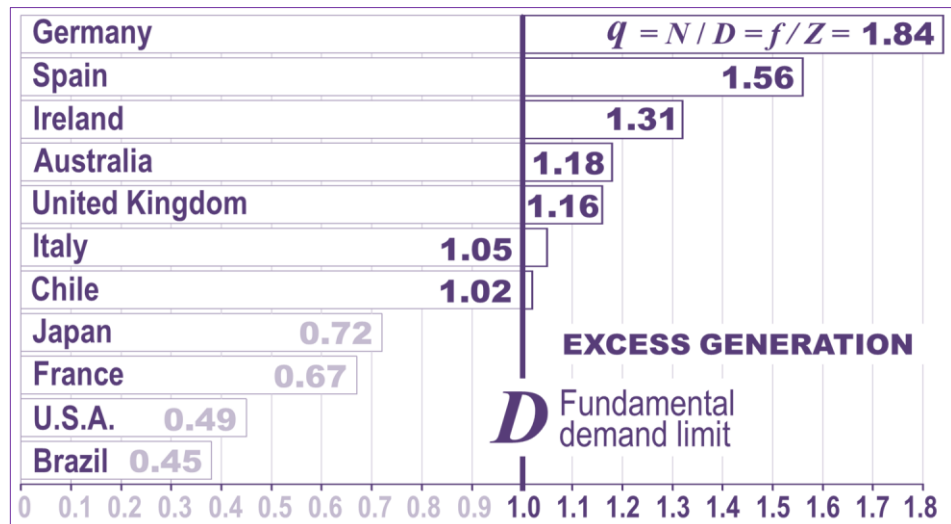 Germany q = N / D = f / Z = 1.84
Spain 1.56
Ireland 1.31
Australia 1.18
United Kingdom 1.16
Italy 1.05
Chile 1.02
Japan 0.72
EXCESS GENERATION
France 0.67
D Fundamental
demand limit
U.S.A. 0.49
Brazil 0.45
0 0.1 0.2 0.3 0.4 0.5 0.6 0.7 0.8 0.9 1.0 1.1 1.2 1.3 1.4 1.5 1.6 1.7 1.8